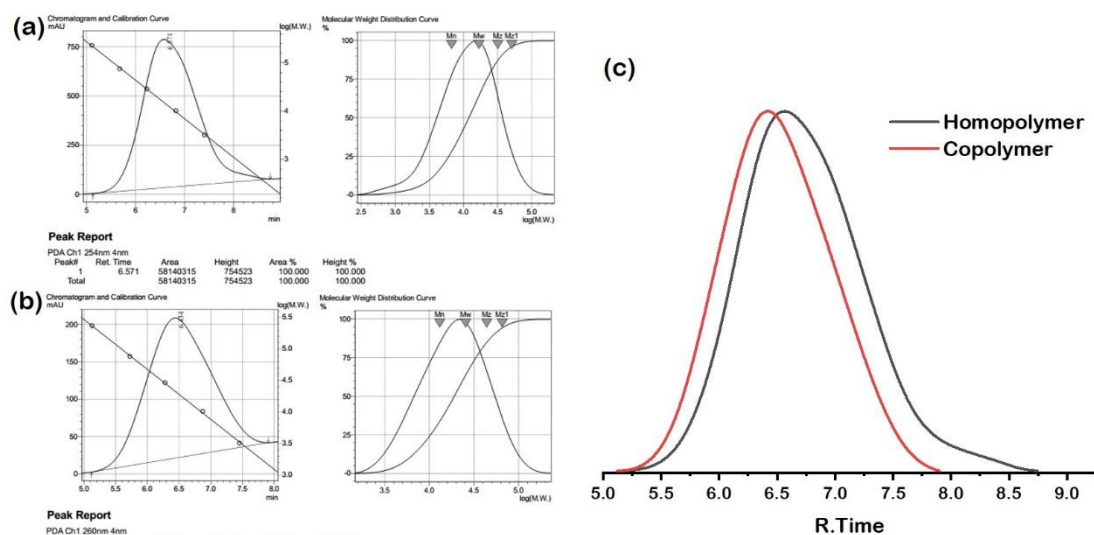 (a)
Chromatogram and Calibration Curve
mAU log(M.W.)
750
500
250
0
5
4
3
5 6 7 8
min
6.571
Molecular Weight Distribution Curve
%
Mn Mw Mz Mz1
100
75
50
25
-0
2.5 3.0 3.5 4.0 4.5 5.0
log(M.W.)
Peak Report
PDA Ch1 254nm 4nm
Peak# Ret. Time Area Height Area % Height %
1 6.571 58140315 754523 100.000 100.000
Total 58140315 754523 100.000 100.000
(b)
Chromatogram and Calibration Curve
mAU log(M.W.)
200
150
100
50
0
5.5
5.0
4.5
4.0
3.5
3.0
5.0 5.5 6.0 6.5 7.0 7.5 8.0
min
Molecular Weight Distribution Curve
%
Mn Mw Mz Mz1
100
75
50
25
-0
3.5 4.0 4.5 5.0
log(M.W.)
Peak Report
PDA Ch1 260nm 4nm
(c)
Homopolymer
Copolymer
5.0 5.5 6.0 6.5 7.0 7.5 8.0 8.5 9.0
R.Time